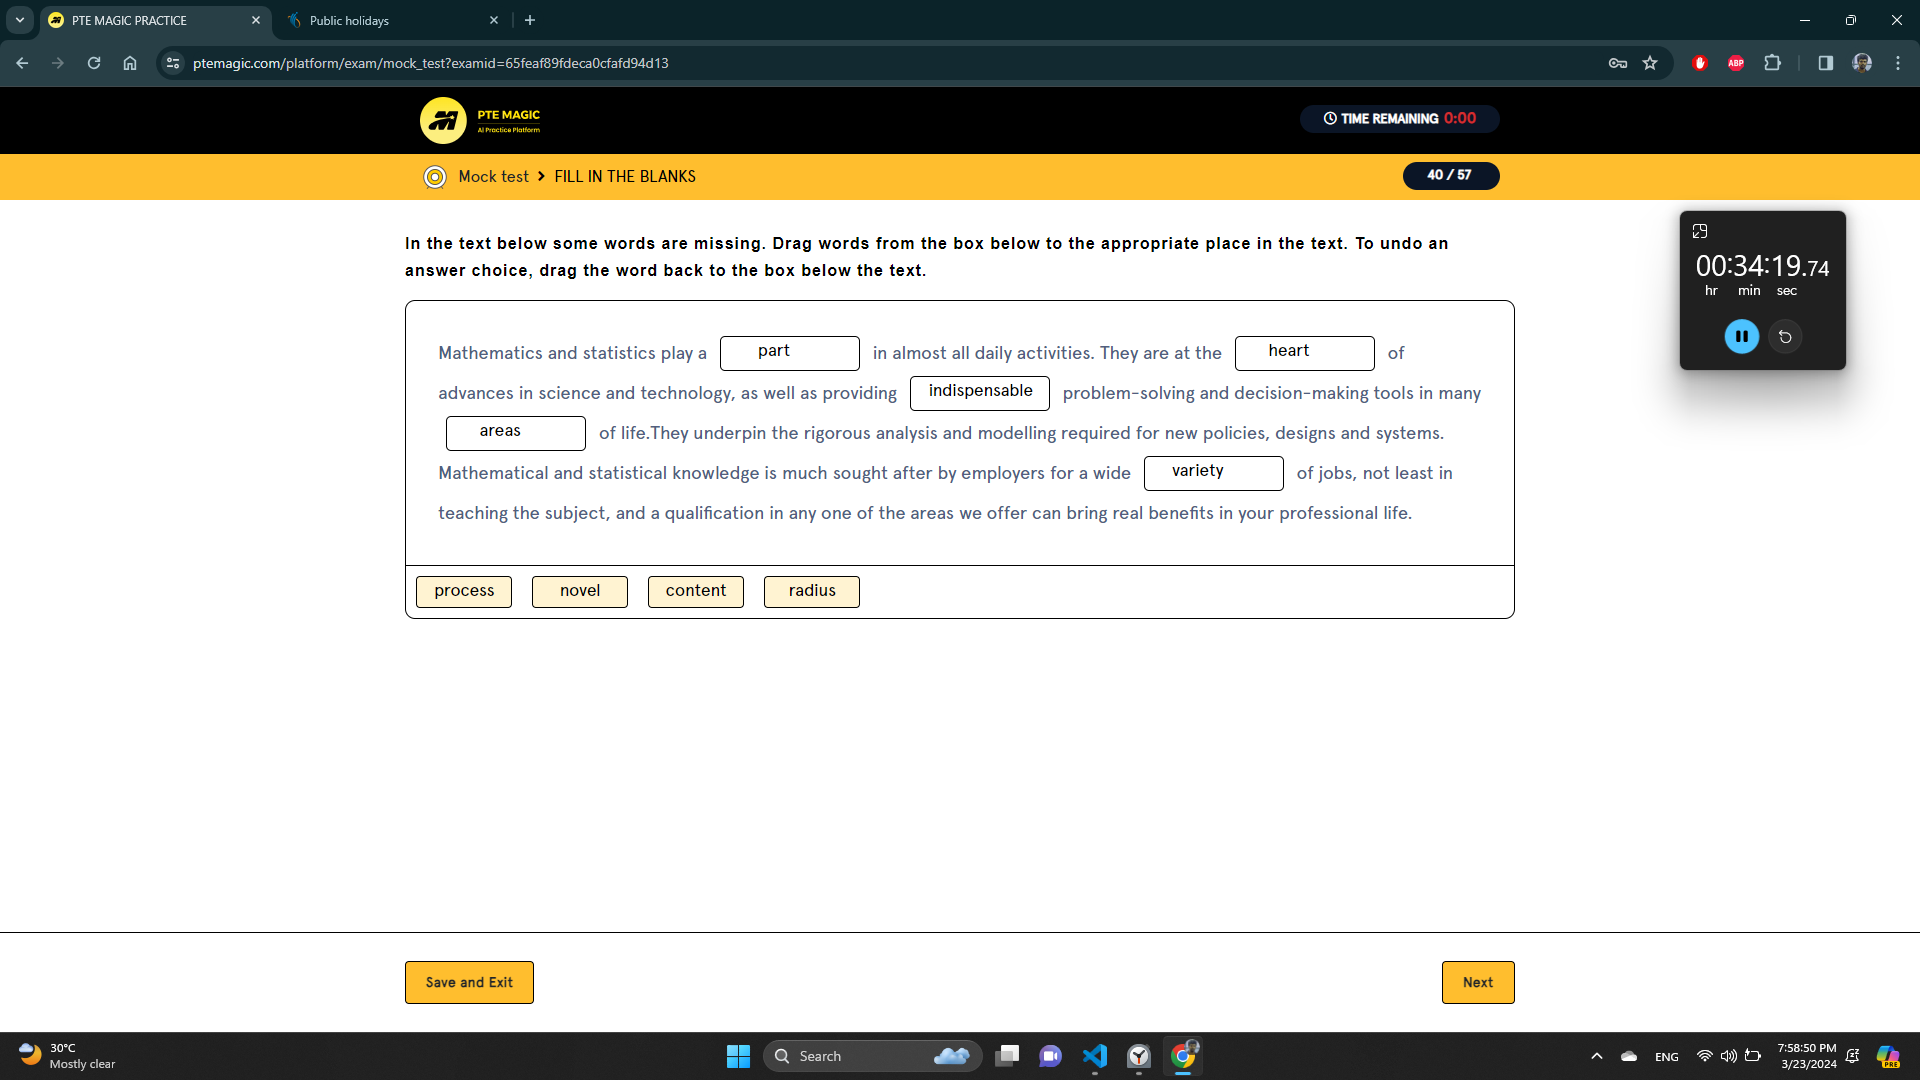 PTE MAGIC PRACTICE
Public holidays
ptemagic.com/platform/exam/mock_test?examid=65feaf89fdeca0cfafd94d13
ABP
PTE MAGIC
AI Practice Platform
TIME REMAINING 0:00
Mock test > FILL IN THE BLANKS
40 / 57
In the text below some words are missing. Drag words from the box below to the appropriate place in the text. To undo an
answer choice, drag the word back to the box below the text.
00:34:19.74
hr min sec
Mathematics and statistics play a part in almost all daily activities. They are at the heart of
advances in science and technology, as well as providing indispensable problem-solving and decision-making tools in many
areas of life.They underpin the rigorous analysis and modelling required for new policies, designs and systems.
Mathematical and statistical knowledge is much sought after by employers for a wide variety of jobs, not least in
teaching the subject, and a qualification in any one of the areas we offer can bring real benefits in your professional life.
process novel content radius
Save and Exit
Next
30°C
Mostly clear
Search
ENG
7:58:50 PM
3/23/2024
PRE